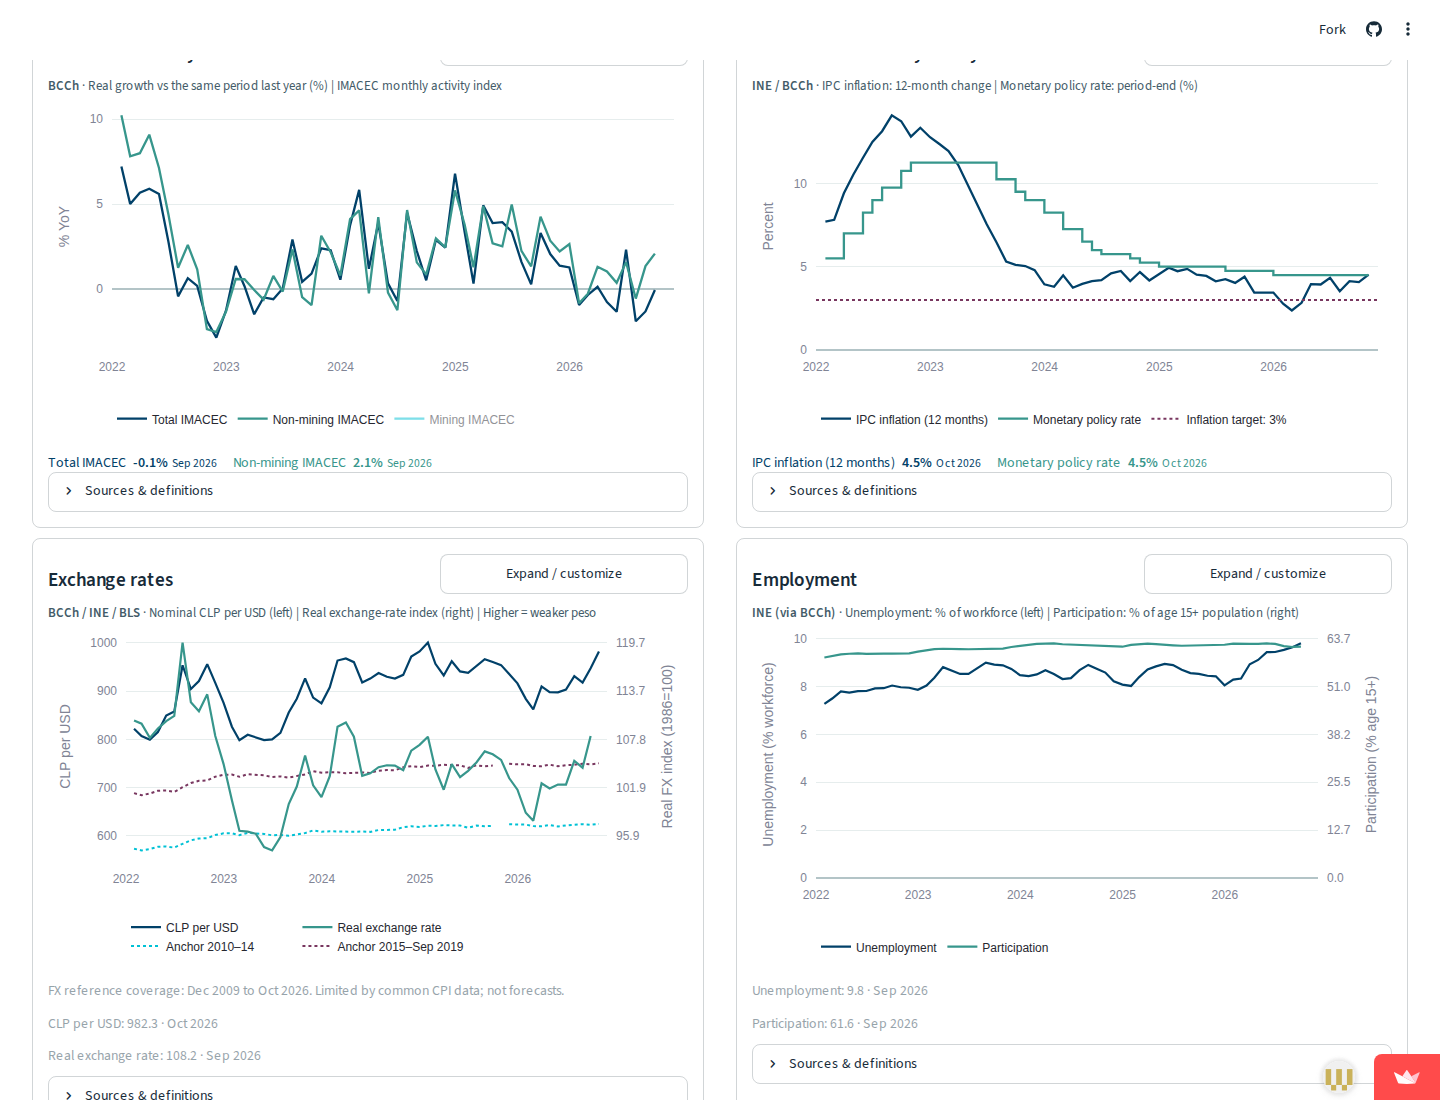 Fork
BCCh · Real growth vs the same period last year (%) | IMACEC monthly activity index
10
5
0
% YoY
2022 2023 2024 2025 2026
Total IMACEC Non-mining IMACEC Mining IMACEC
Total IMACEC -0.1% Sep 2026 Non-mining IMACEC 2.1% Sep 2026
Sources & definitions
INE / BCCh · IPC inflation: 12-month change | Monetary policy rate: period-end (%)
10
5
0
Percent
2022 2023 2024 2025 2026
IPC inflation (12 months) Monetary policy rate Inflation target: 3%
IPC inflation (12 months) 4.5% Oct 2026 Monetary policy rate 4.5% Oct 2026
Sources & definitions
Exchange rates
Expand / customize
BCCh / INE / BLS · Nominal CLP per USD (left) | Real exchange-rate index (right) | Higher = weaker peso
1000 119.7
900 113.7
800 107.8
700 101.9
600 95.9
CLP per USD
Real FX index (1986=100)
2022 2023 2024 2025 2026
CLP per USD Real exchange rate
Anchor 2010–14 Anchor 2015–Sep 2019
FX reference coverage: Dec 2009 to Oct 2026. Limited by common CPI data; not forecasts.
CLP per USD: 982.3 · Oct 2026
Real exchange rate: 108.2 · Sep 2026
Sources & definitions
Employment
Expand / customize
INE (via BCCh) · Unemployment: % of workforce (left) | Participation: % of age 15+ population (right)
10 63.7
8 51.0
6 38.2
4 25.5
2 12.7
0 0.0
Unemployment (% workforce)
Participation (% age 15+)
2022 2023 2024 2025 2026
Unemployment Participation
Unemployment: 9.8 · Sep 2026
Participation: 61.6 · Sep 2026
Sources & definitions